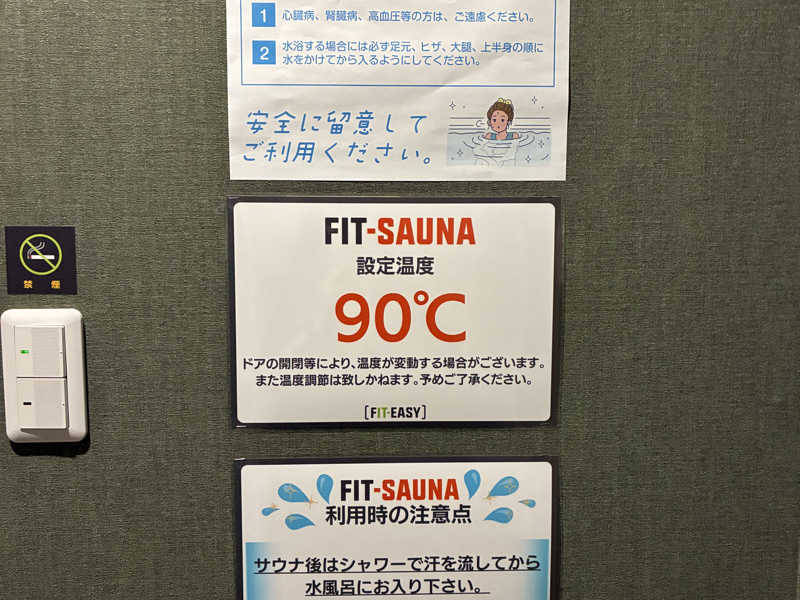 1 心臓病、腎臓病、高血圧等の方は、ご遠慮ください。
2 水浴する場合には必ず足元、ヒザ、大腿、上半身の順に
水をかけてから入るようにしてください。
安全に留意して
ご利用ください。
禁煙
FIT-SAUNA
設定温度
90℃
ドアの開閉等により、温度が変動する場合がございます。
また温度調節は致しかねます。予めご了承ください。
[FIT-EASY]
FIT-SAUNA
利用時の注意点
サウナ後はシャワーで汗を流してから
水風呂にお入り下さい。